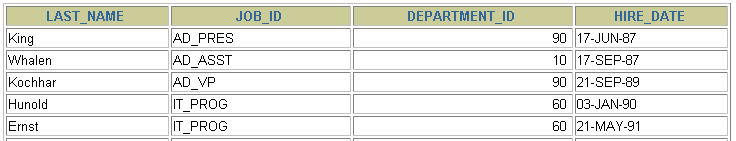 LAST_NAME JOB_ID DEPARTMENT_ID HIRE_DATE
King AD_PRES 90 17-JUN-87
Whalen AD_ASST 10 17-SEP-87
Kochhar AD_VP 90 21-SEP-89
Hunold IT_PROG 60 03-JAN-90
Ernst IT_PROG 60 21-MAY-91